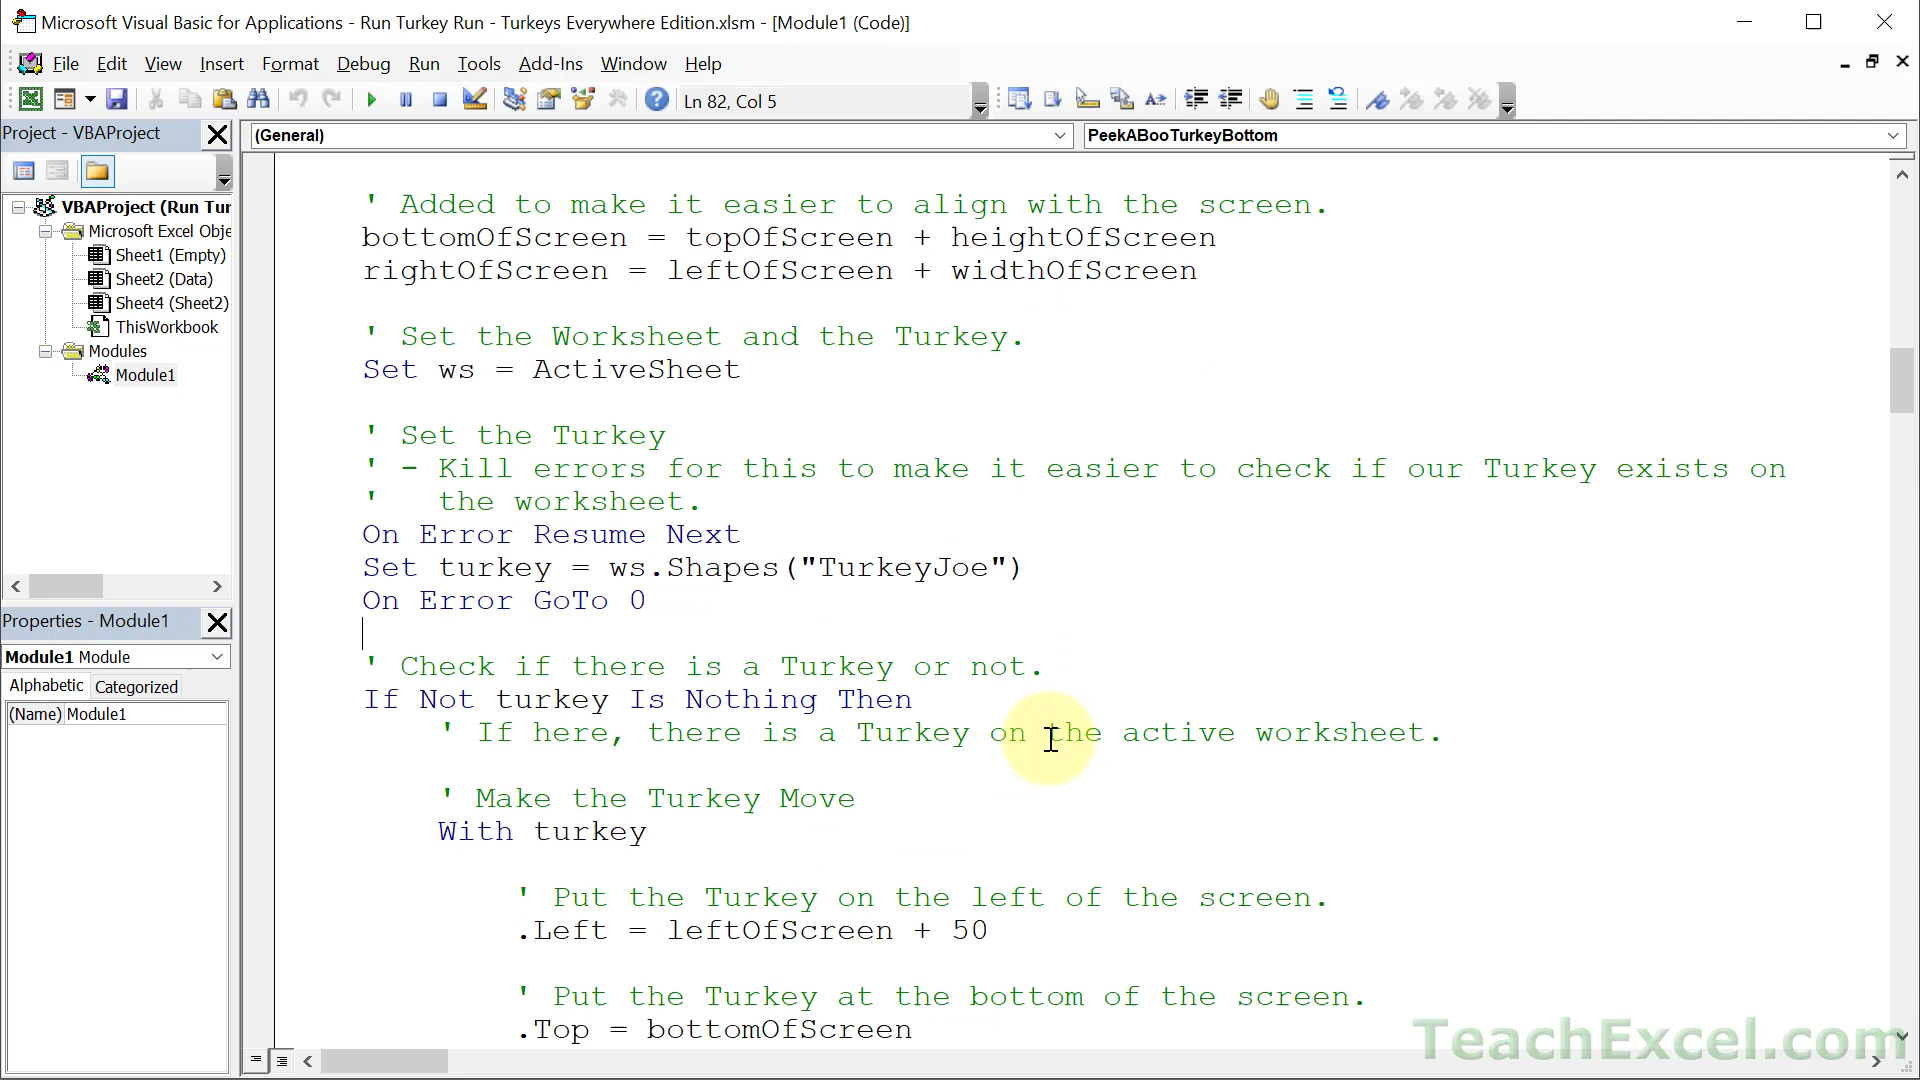 Microsoft Visual Basic for Applications - Run Turkey Run - Turkeys Everywhere Edition.xlsm - [Module1 (Code)]
File Edit View Insert Format Debug Run Tools Add-Ins Window Help
Ln 82, Col 5
Project - VBAProject
(General)
PeekABooTurkeyBottom
VBAProject (Run Tur
Microsoft Excel Obje
Sheet1 (Empty)
Sheet2 (Data)
Sheet4 (Sheet2)
ThisWorkbook
Modules
Module1
Properties - Module1
Module1 Module
Alphabetic Categorized
(Name) Module1
' Added to make it easier to align with the screen.
bottomOfScreen = topOfScreen + heightOfScreen
rightOfScreen = leftOfScreen + widthOfScreen
' Set the Worksheet and the Turkey.
Set ws = ActiveSheet
' Set the Turkey
' - Kill errors for this to make it easier to check if our Turkey exists on
'   the worksheet.
On Error Resume Next
Set turkey = ws.Shapes("TurkeyJoe")
On Error GoTo 0
' Check if there is a Turkey or not.
If Not turkey Is Nothing Then
' If here, there is a Turkey on the active worksheet.
' Make the Turkey Move
With turkey
' Put the Turkey on the left of the screen.
.Left = leftOfScreen + 50
' Put the Turkey at the bottom of the screen.
.Top = bottomOfScreen
TeachExcel.com